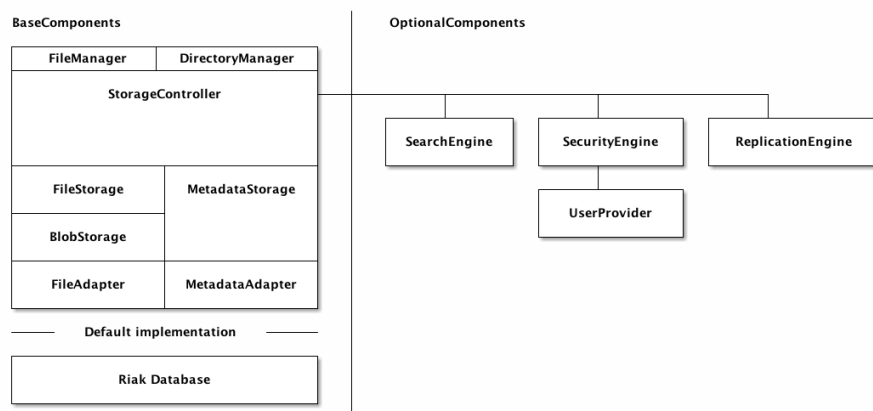 BaseComponents
OptionalComponents
FileManager
DirectoryManager
StorageController
SearchEngine
SecurityEngine
ReplicationEngine
FileStorage
MetadataStorage
UserProvider
BlobStorage
FileAdapter
MetadataAdapter
Default implementation
Riak Database